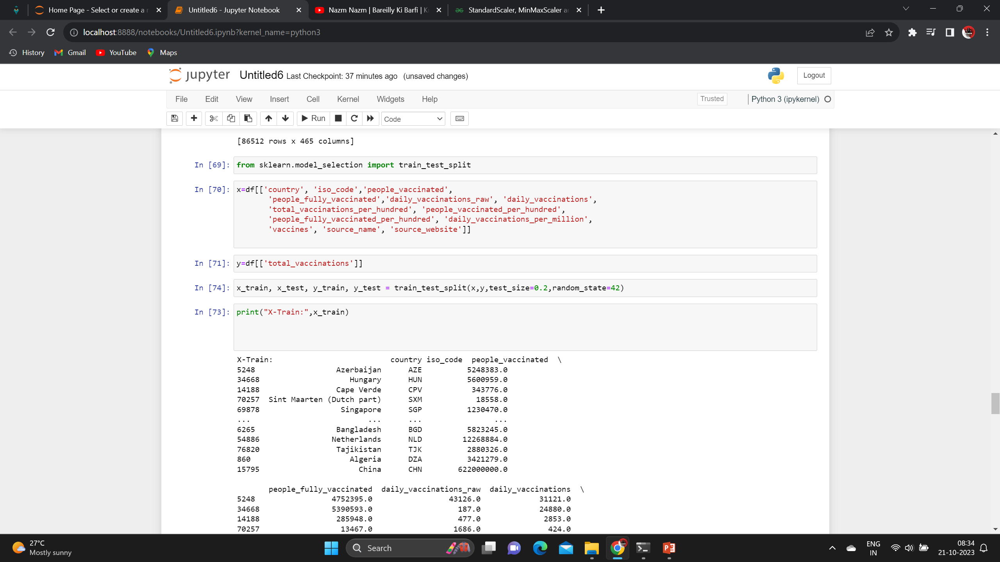 Home Page - Select or create a n
Untitled6 - Jupyter Notebook
Nazm Nazm | Bareilly Ki Barfi | K
StandardScaler, MinMaxScaler a
localhost:8888/notebooks/Untitled6.ipynb?kernel_name=python3
History Gmail YouTube Maps
jupyter Untitled6 Last Checkpoint: 37 minutes ago (unsaved changes) Logout
File Edit View Insert Cell Kernel Widgets Help Trusted Python 3 (ipykernel)
Run Code
[86512 rows x 465 columns]
In [69]: from sklearn.model_selection import train_test_split
In [70]: x=df[['country', 'iso_code','people_vaccinated',
'people_fully_vaccinated','daily_vaccinations_raw', 'daily_vaccinations',
'total_vaccinations_per_hundred', 'people_vaccinated_per_hundred',
'people_fully_vaccinated_per_hundred', 'daily_vaccinations_per_million',
'vaccines', 'source_name', 'source_website']]
In [71]: y=df[['total_vaccinations']]
In [74]: x_train, x_test, y_train, y_test = train_test_split(x,y,test_size=0.2,random_state=42)
In [73]: print("X-Train:",x_train)
X-Train: country iso_code people_vaccinated \
5248 Azerbaijan AZE 5248383.0
34668 Hungary HUN 5600959.0
14188 Cape Verde CPV 343776.0
70257 Sint Maarten (Dutch part) SXM 18558.0
69878 Singapore SGP 1230470.0
... ... ... ...
6265 Bangladesh BGD 5823245.0
54886 Netherlands NLD 12268884.0
76820 Tajikistan TJK 2880326.0
860 Algeria DZA 3421279.0
15795 China CHN 622000000.0
people_fully_vaccinated daily_vaccinations_raw daily_vaccinations \
5248 4752395.0 43126.0 31121.0
34668 5390593.0 187.0 24880.0
14188 285948.0 477.0 2853.0
70257 13467.0 1686.0 424.0
27°C
Mostly sunny
Search
ENG
IN
08:34
21-10-2023